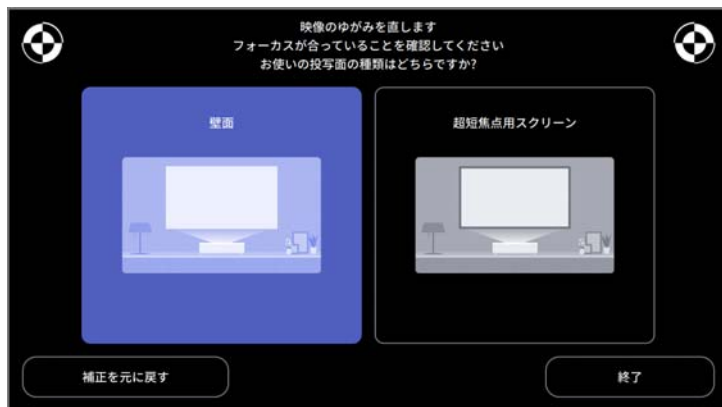 映像のゆがみを直します
フォーカスが合っていることを確認してください
お使いの投写面の種類はどちらですか?
壁面
超短焦点用スクリーン
補正を元に戻す
終了